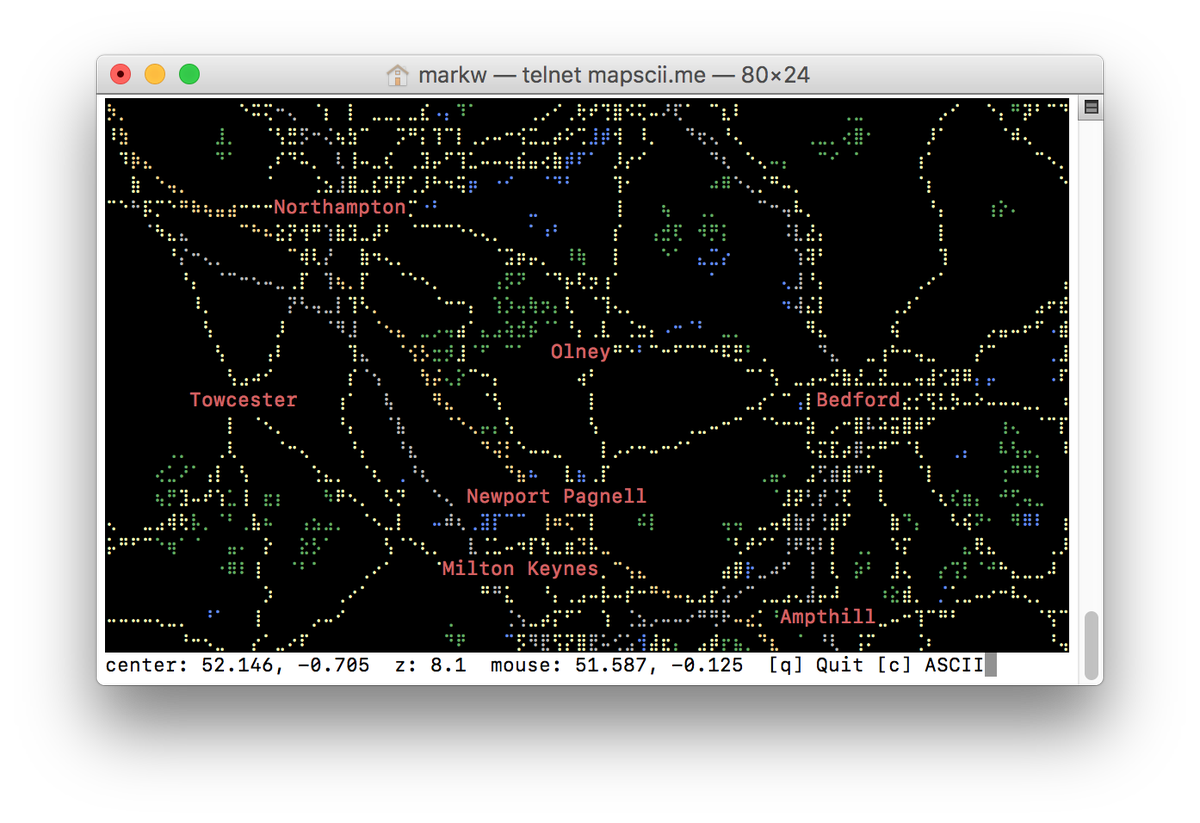 markw — telnet mapscii.me — 80×24
Northampton
Olney
Towcester
Bedford
Newport Pagnell
Milton Keynes
Ampthill
center: 52.146, -0.705 z: 8.1 mouse: 51.587, -0.125 [q] Quit [c] ASCII